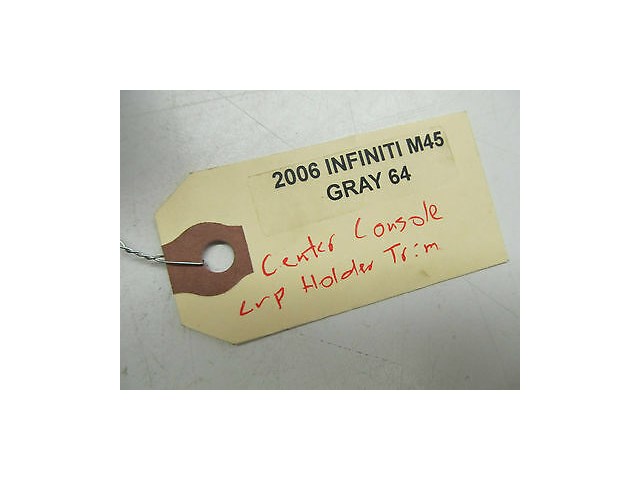 2006 INFINITI M45
GRAY 64
Center Console
Cup Holder Trim